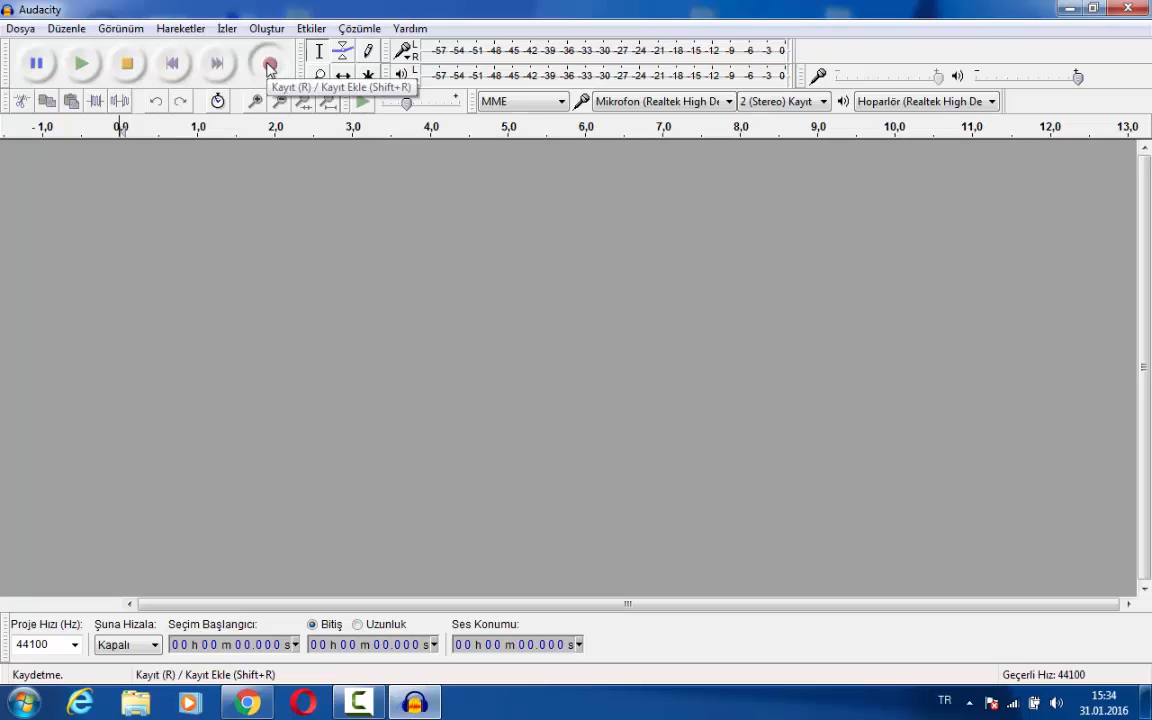 Audacity
Dosya Düzenle Görünüm Hareketler İzler Oluştur Etkiler Çözümle Yardım
L
R
-57 -54 -51 -48 -45 -42 -39 -36 -33 -30 -27 -24 -21 -18 -15 -12 -9 -6 -3 0
L
-57 -54 -51 -48 -45 -42 -39 -36 -33 -30 -27 -24 -21 -18 -15 -12 -9 -6 -3 0
Kayıt (R) / Kayıt Ekle (Shift+R)
MME Mikrofon (Realtek High De 2 (Stereo) Kayıt Hoparlör (Realtek High De
- 1,0 0,0 1,0 2,0 3,0 4,0 5,0 6,0 7,0 8,0 9,0 10,0 11,0 12,0 13,0
Proje Hızı (Hz): Şuna Hizala: Seçim Başlangıcı: Bitiş Uzunluk Ses Konumu:
44100 Kapalı 00 h 00 m 00.000 s 00 h 00 m 00.000 s 00 h 00 m 00.000 s
Kaydetme. Kayıt (R) / Kayıt Ekle (Shift+R) Geçerli Hız: 44100
TR 15:34
31.01.2016